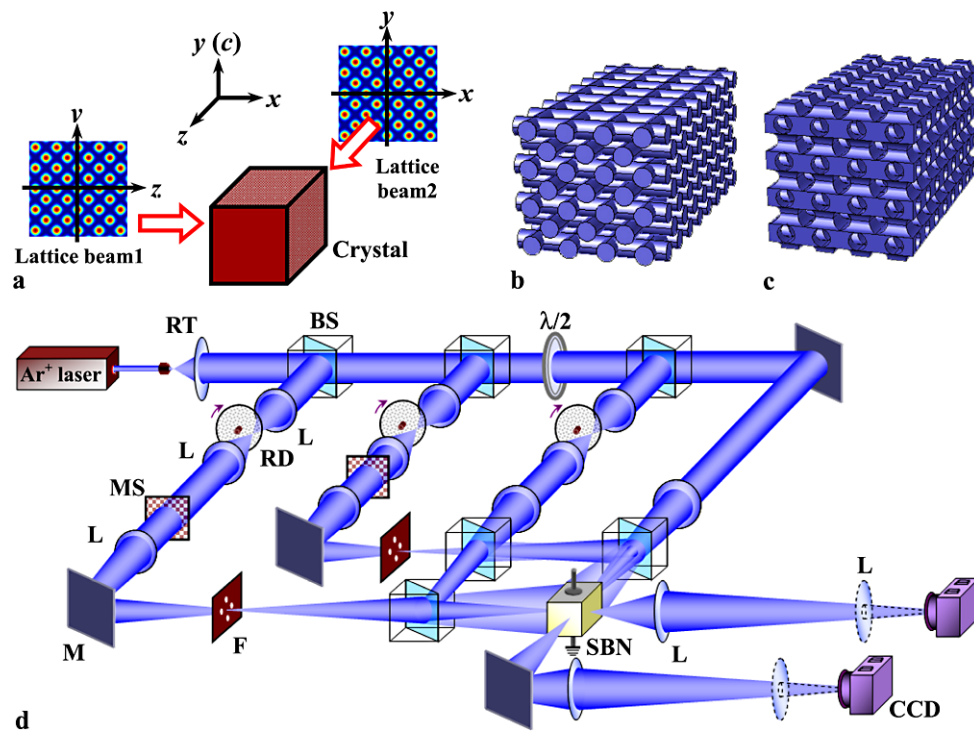 y
y (c)
x
z
x
y
z
Lattice beam1
Lattice
beam2
Crystal
a
b
c
RT
BS
λ/2
Ar+ laser
L
L
RD
MS
L
L
M
F
SBN
L
CCD
d